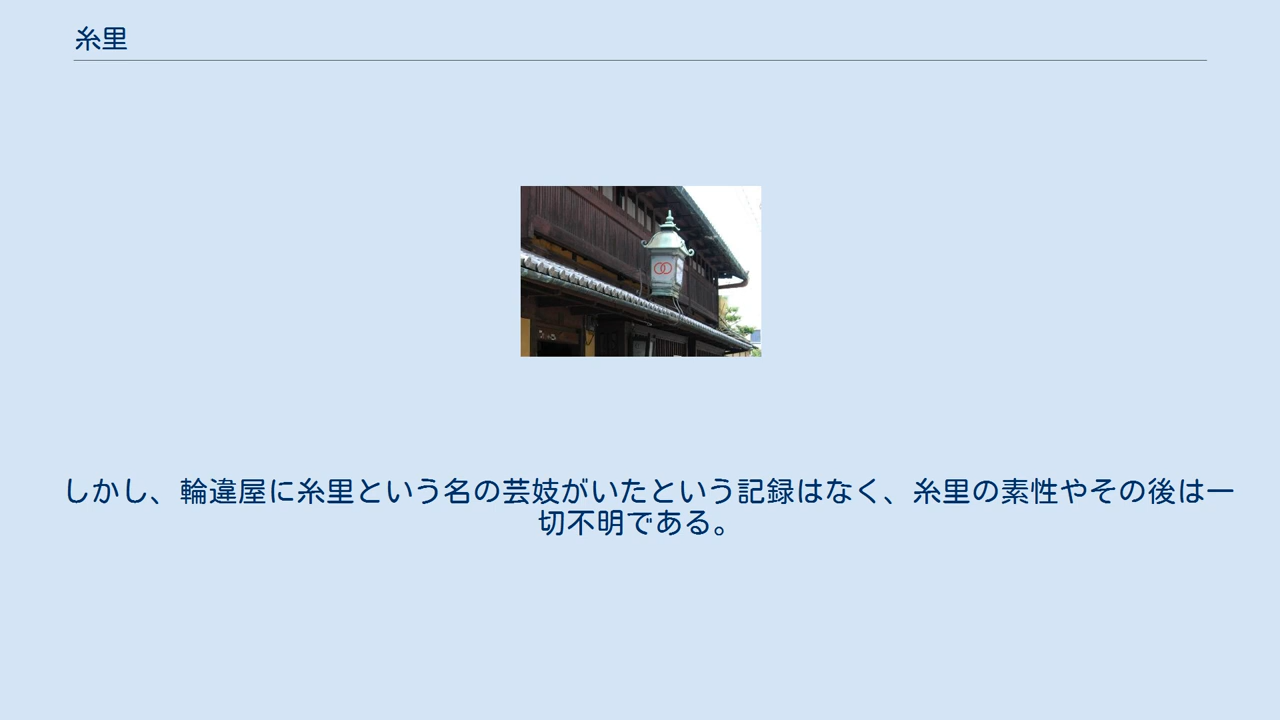 糸里
しかし、輪違屋に糸里という名の芸妓がいたという記録はなく、糸里の素性やその後は一
切不明である。